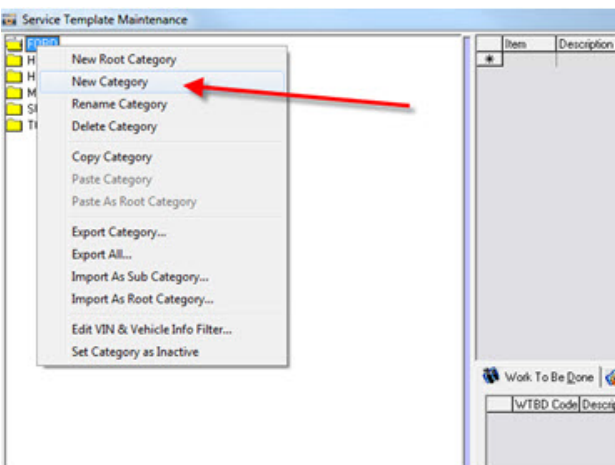 Service Template Maintenance
FORD
Item Description
New Root Category
New Category
Rename Category
Delete Category
Copy Category
Paste Category
Paste As Root Category
Export Category...
Export All...
Import As Sub Category...
Import As Root Category...
Edit VIN & Vehicle Info Filter...
Set Category as Inactive
Work To Be Done
WTBD Code